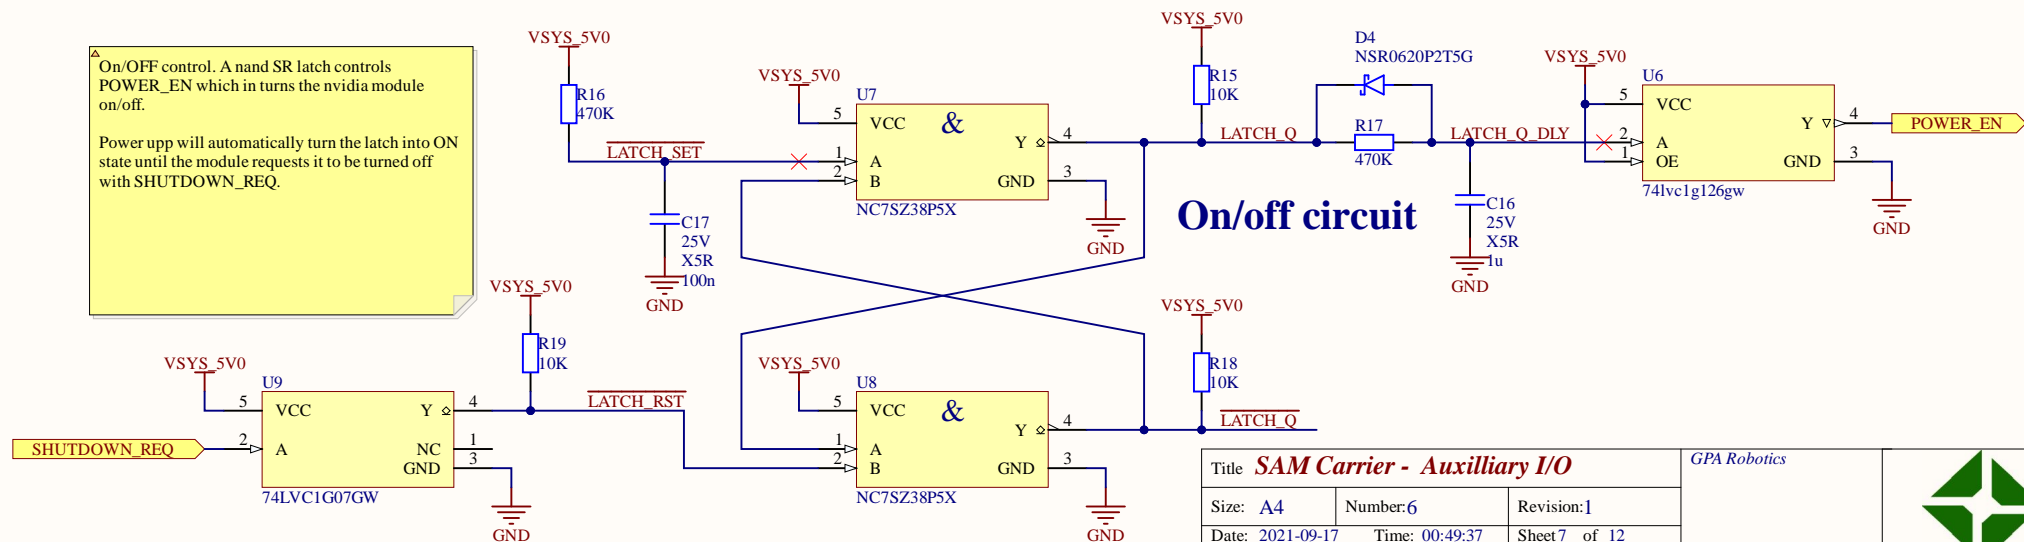 On/OFF control. A nand SR latch controls
POWER_EN which in turns the nvidia module
on/off.
Power upp will automatically turn the latch into ON
state until the module requests it to be turned off
with SHUTDOWN_REQ.
VSYS_5V0
R16
470K
LATCH_SET
C17
25V
X5R
100n
GND
VSYS_5V0
U7
5 VCC
&
1 A
2 B
Y 4
GND 3
NC7SZ38P5X
GND
VSYS_5V0
R15
10K
LATCH_Q
D4
NSR0620P2T5G
R17
470K
LATCH_Q_DLY
C16
25V
X5R
1u
GND
On/off circuit
VSYS_5V0
U6
5 VCC
2 A
1 OE
Y 4
GND 3
74lvc1g126gw
POWER_EN
GND
SHUTDOWN_REQ
VSYS_5V0
U9
5 VCC
2 A
Y 4
NC 1
GND 3
74LVC1G07GW
GND
VSYS_5V0
R19
10K
LATCH_RST
VSYS_5V0
U8
5 VCC
&
1 A
2 B
Y 4
GND 3
NC7SZ38P5X
GND
VSYS_5V0
R18
10K
LATCH_Q
Title SAM Carrier - Auxilliary I/O
GPA Robotics
Size: A4 Number:6 Revision:1
Date: 2021-09-17 Time: 00:49:37 Sheet 7 of 12